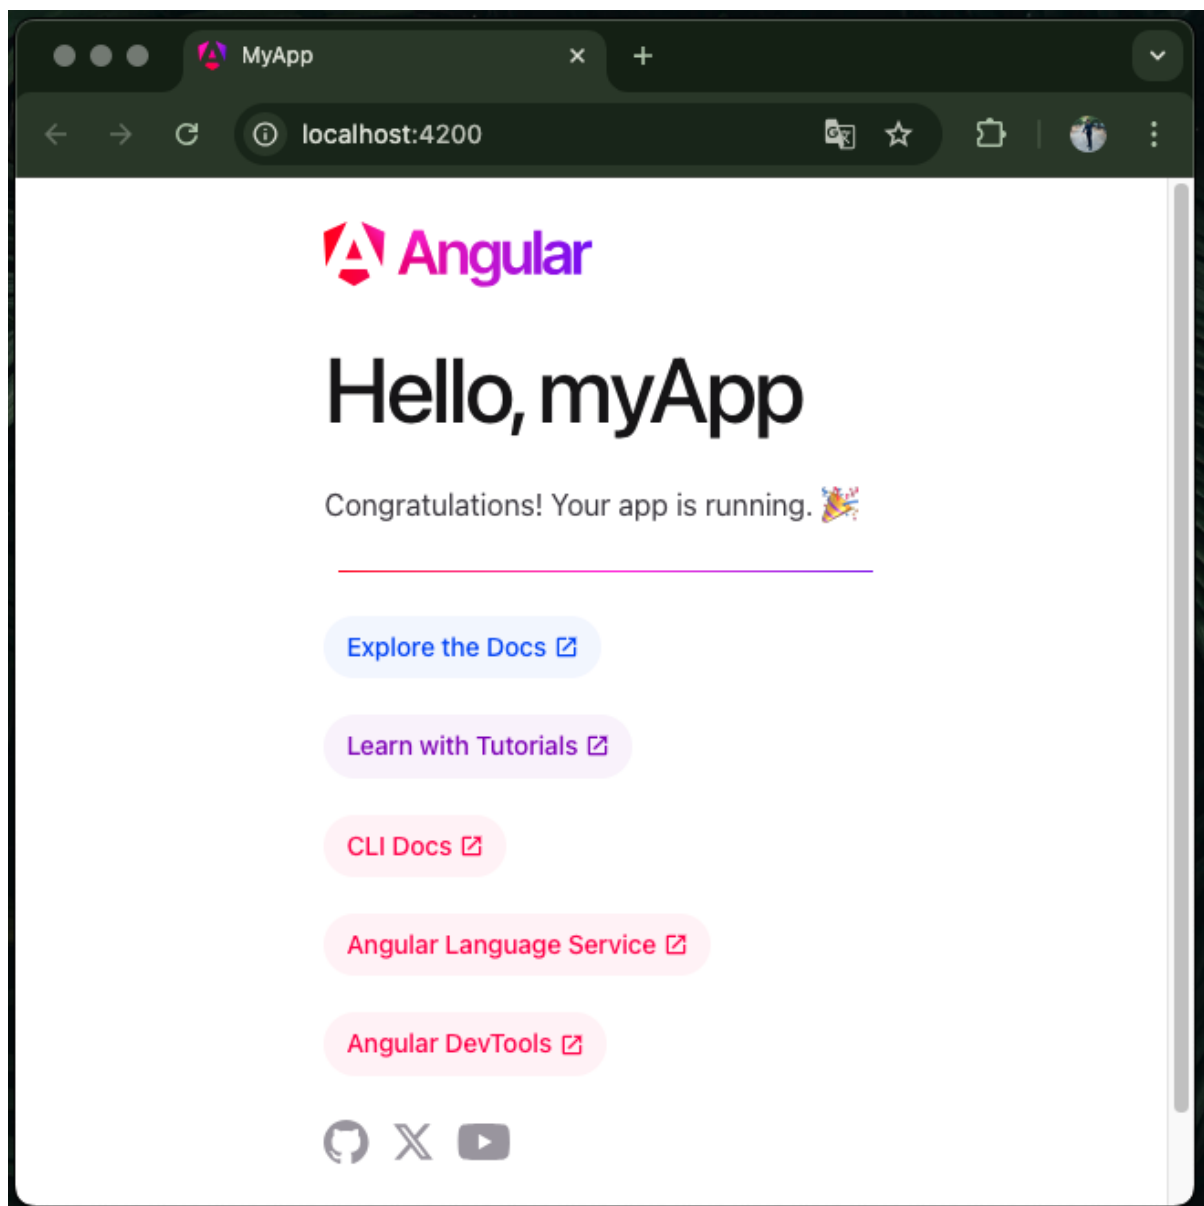 MyApp
localhost:4200
Angular
Hello, myApp
Congratulations! Your app is running. 🎉
Explore the Docs
Learn with Tutorials
CLI Docs
Angular Language Service
Angular DevTools